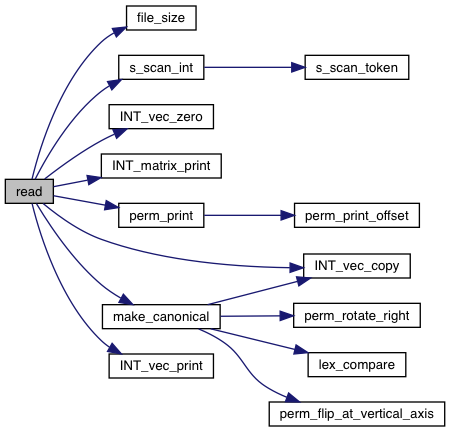 file_size
s_scan_int
s_scan_token
INT_vec_zero
INT_matrix_print
read
perm_print
perm_print_offset
INT_vec_copy
make_canonical
perm_rotate_right
INT_vec_print
lex_compare
perm_flip_at_vertical_axis